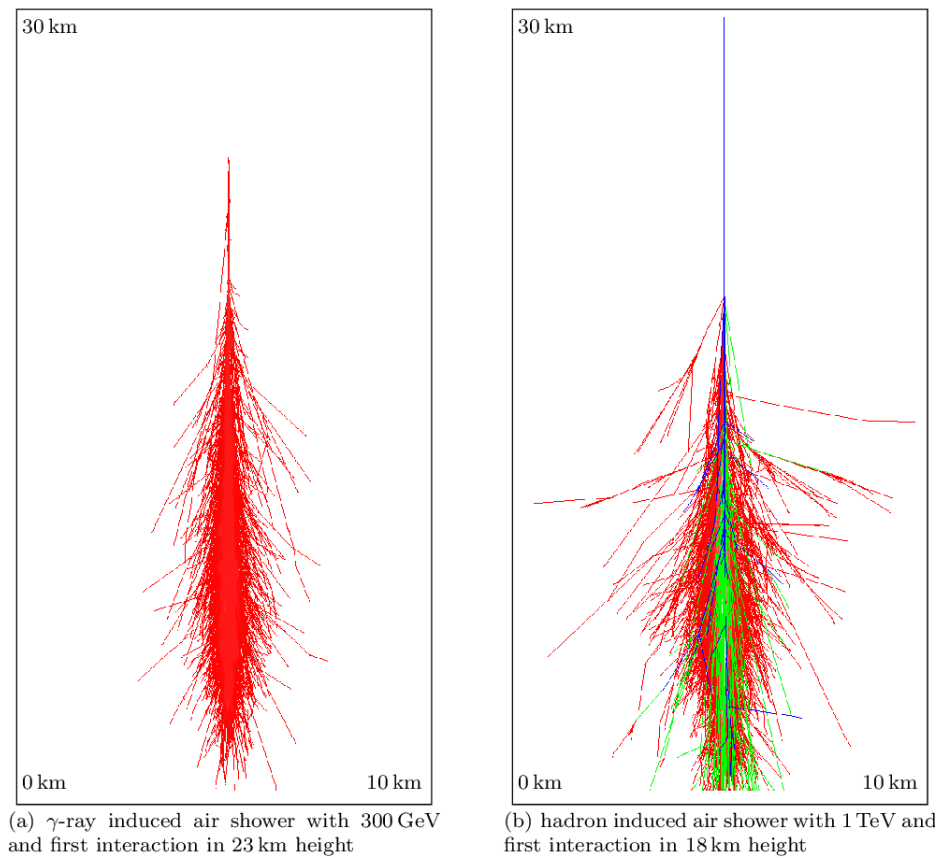 30 km
0 km
10 km
(a) γ-ray induced air shower with 300 GeV
and first interaction in 23 km height
30 km
0 km
10 km
(b) hadron induced air shower with 1 TeV and
first interaction in 18 km height